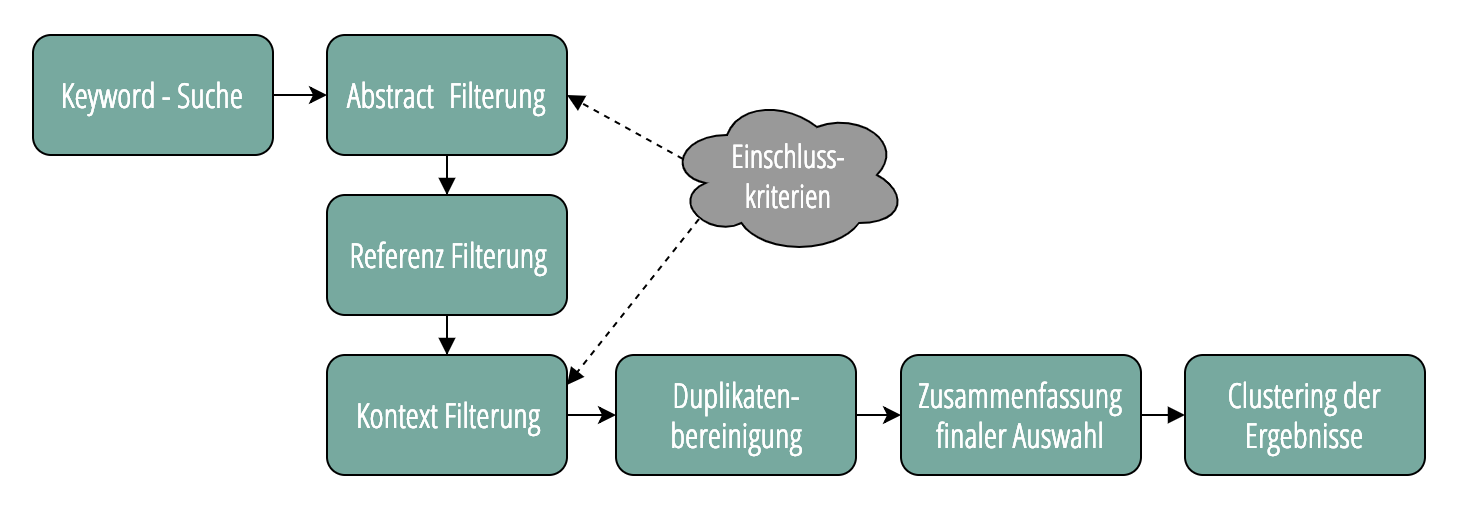 Keyword - Suche
Abstract  Filterung
Einschluss-
kriterien
Referenz Filterung
Kontext Filterung
Duplikaten-
bereinigung
Zusammenfassung
finaler Auswahl
Clustering der
Ergebnisse